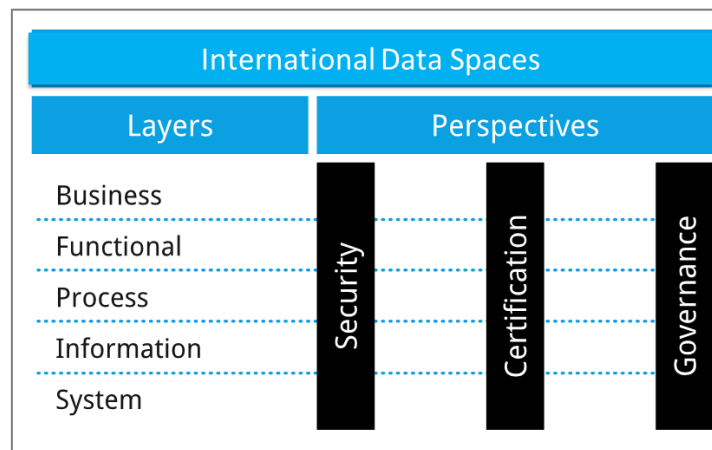 International Data Spaces
Layers
Perspectives
Business
Functional
Process
Information
System
Security
Certification
Governance